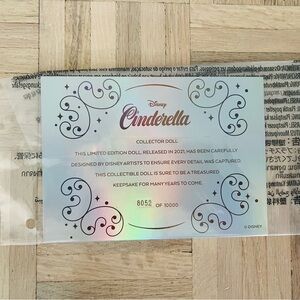 Disney
Cinderella
COLLECTOR DOLL
THIS LIMITED EDITION DOLL, RELEASED IN 2021, HAS BEEN CAREFULLY
DESIGNED BY DISNEY ARTISTS TO ENSURE EVERY DETAIL WAS CAPTURED.
THIS COLLECTIBLE DOLL IS SURE TO BE A TREASURED
KEEPSAKE FOR MANY YEARS TO COME.
8052 OF 10000
© DISNEY